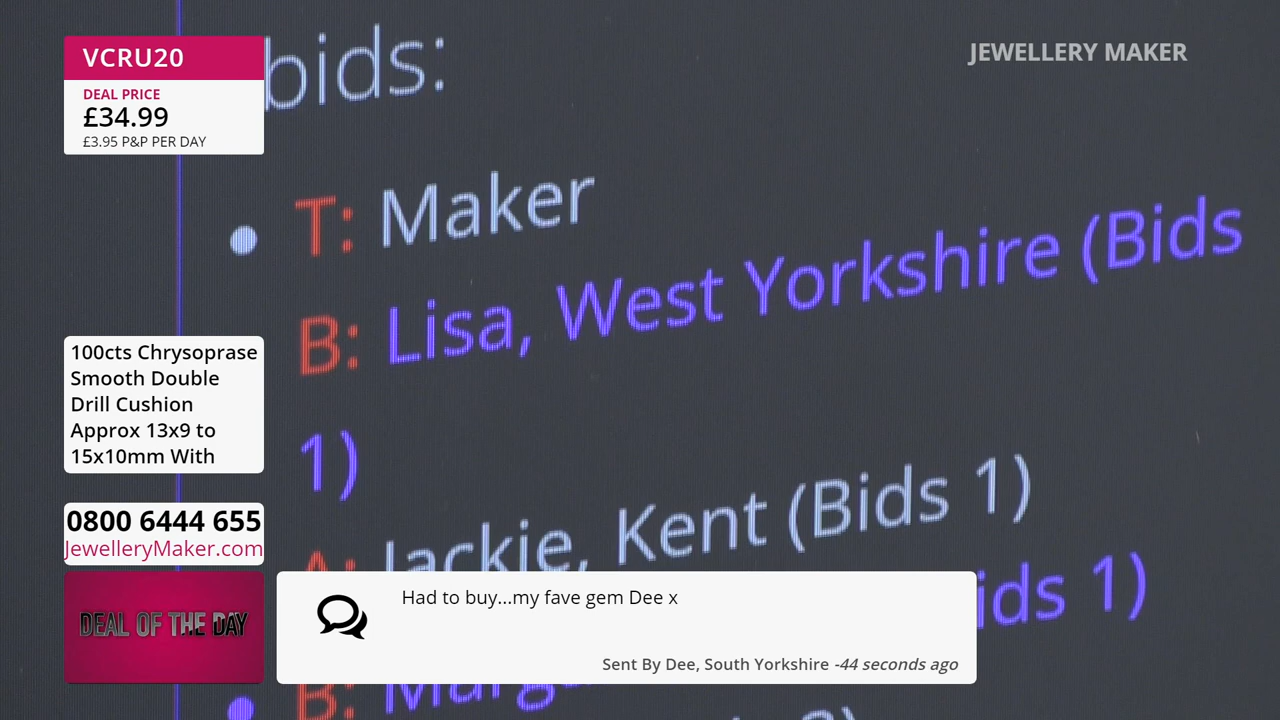 VCRU20
DEAL PRICE
£34.99
£3.95 P&P PER DAY
JEWELLERY MAKER
bids:
T: Maker
B: Lisa, West Yorkshire (Bids
1)
A: Jackie, Kent (Bids 1)
ids 1)
B:
100cts Chrysoprase
Smooth Double
Drill Cushion
Approx 13x9 to
15x10mm With
0800 6444 655
JewelleryMaker.com
DEAL OF THE DAY
Had to buy...my fave gem Dee x
Sent By Dee, South Yorkshire -44 seconds ago